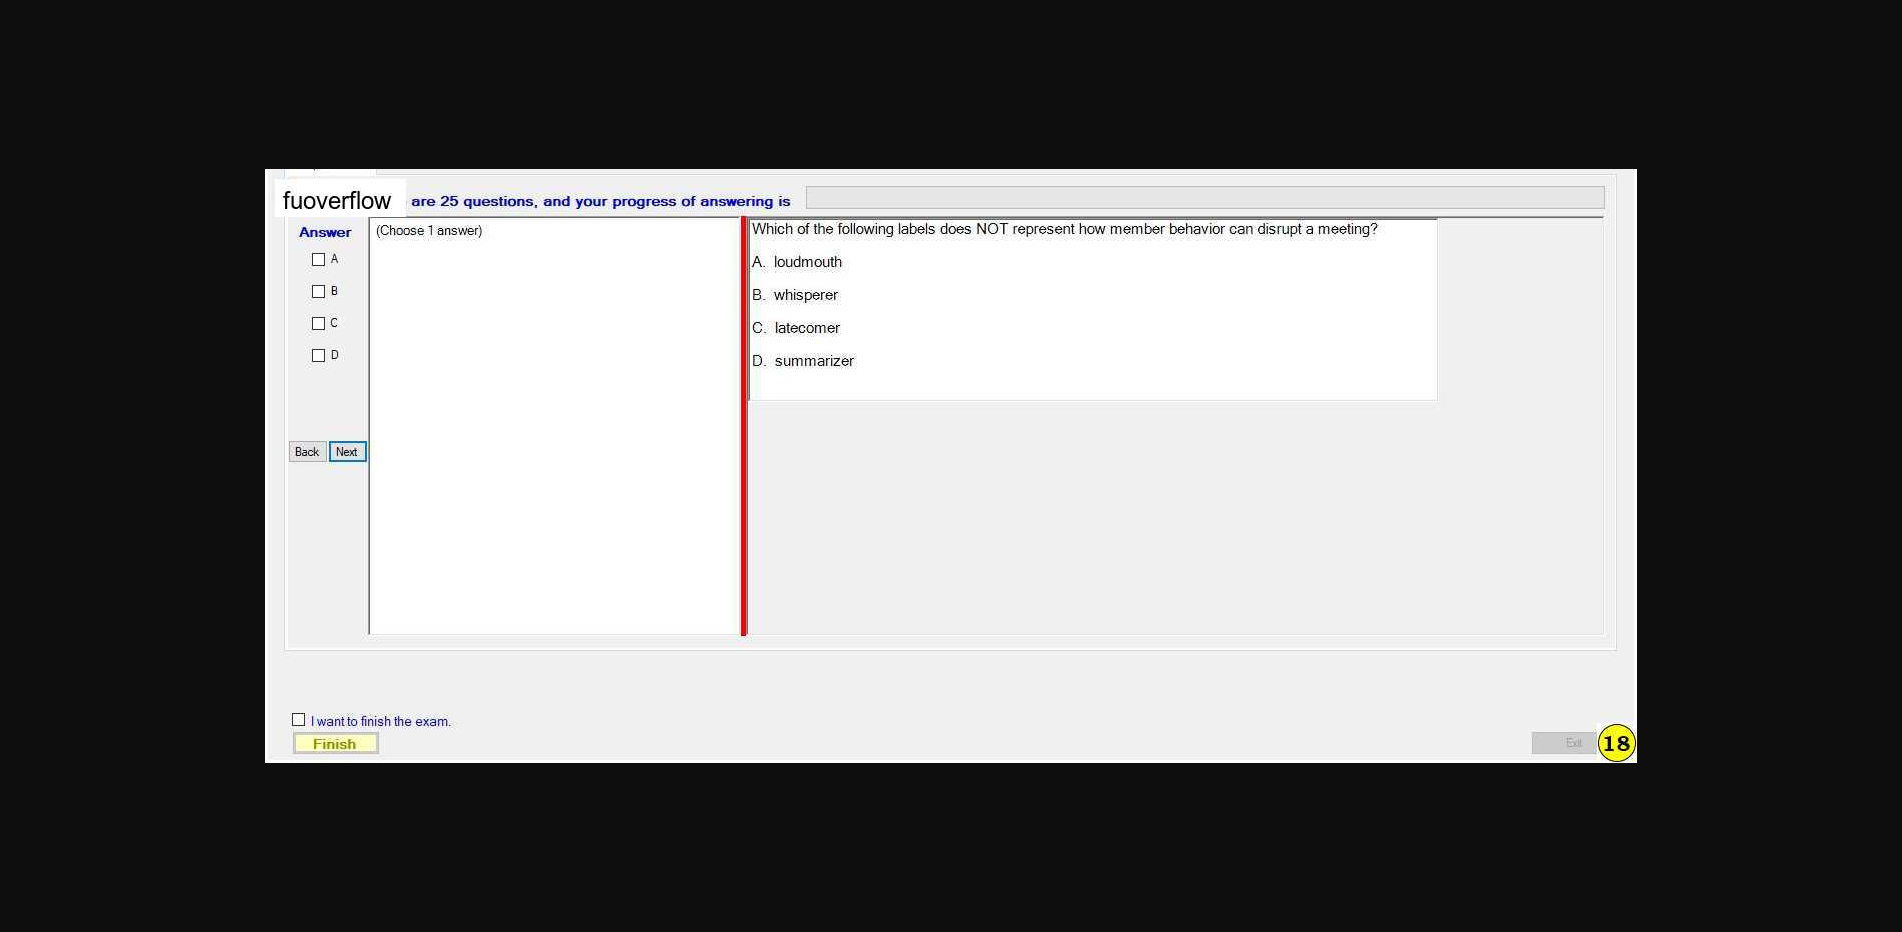 fuoverflow are 25 questions, and your progress of answering is
Answer
(Choose 1 answer)
A
B
C
D
Back Next
Which of the following labels does NOT represent how member behavior can disrupt a meeting?
A. loudmouth
B. whisperer
C. latecomer
D. summarizer
I want to finish the exam.
Finish
Exit
18